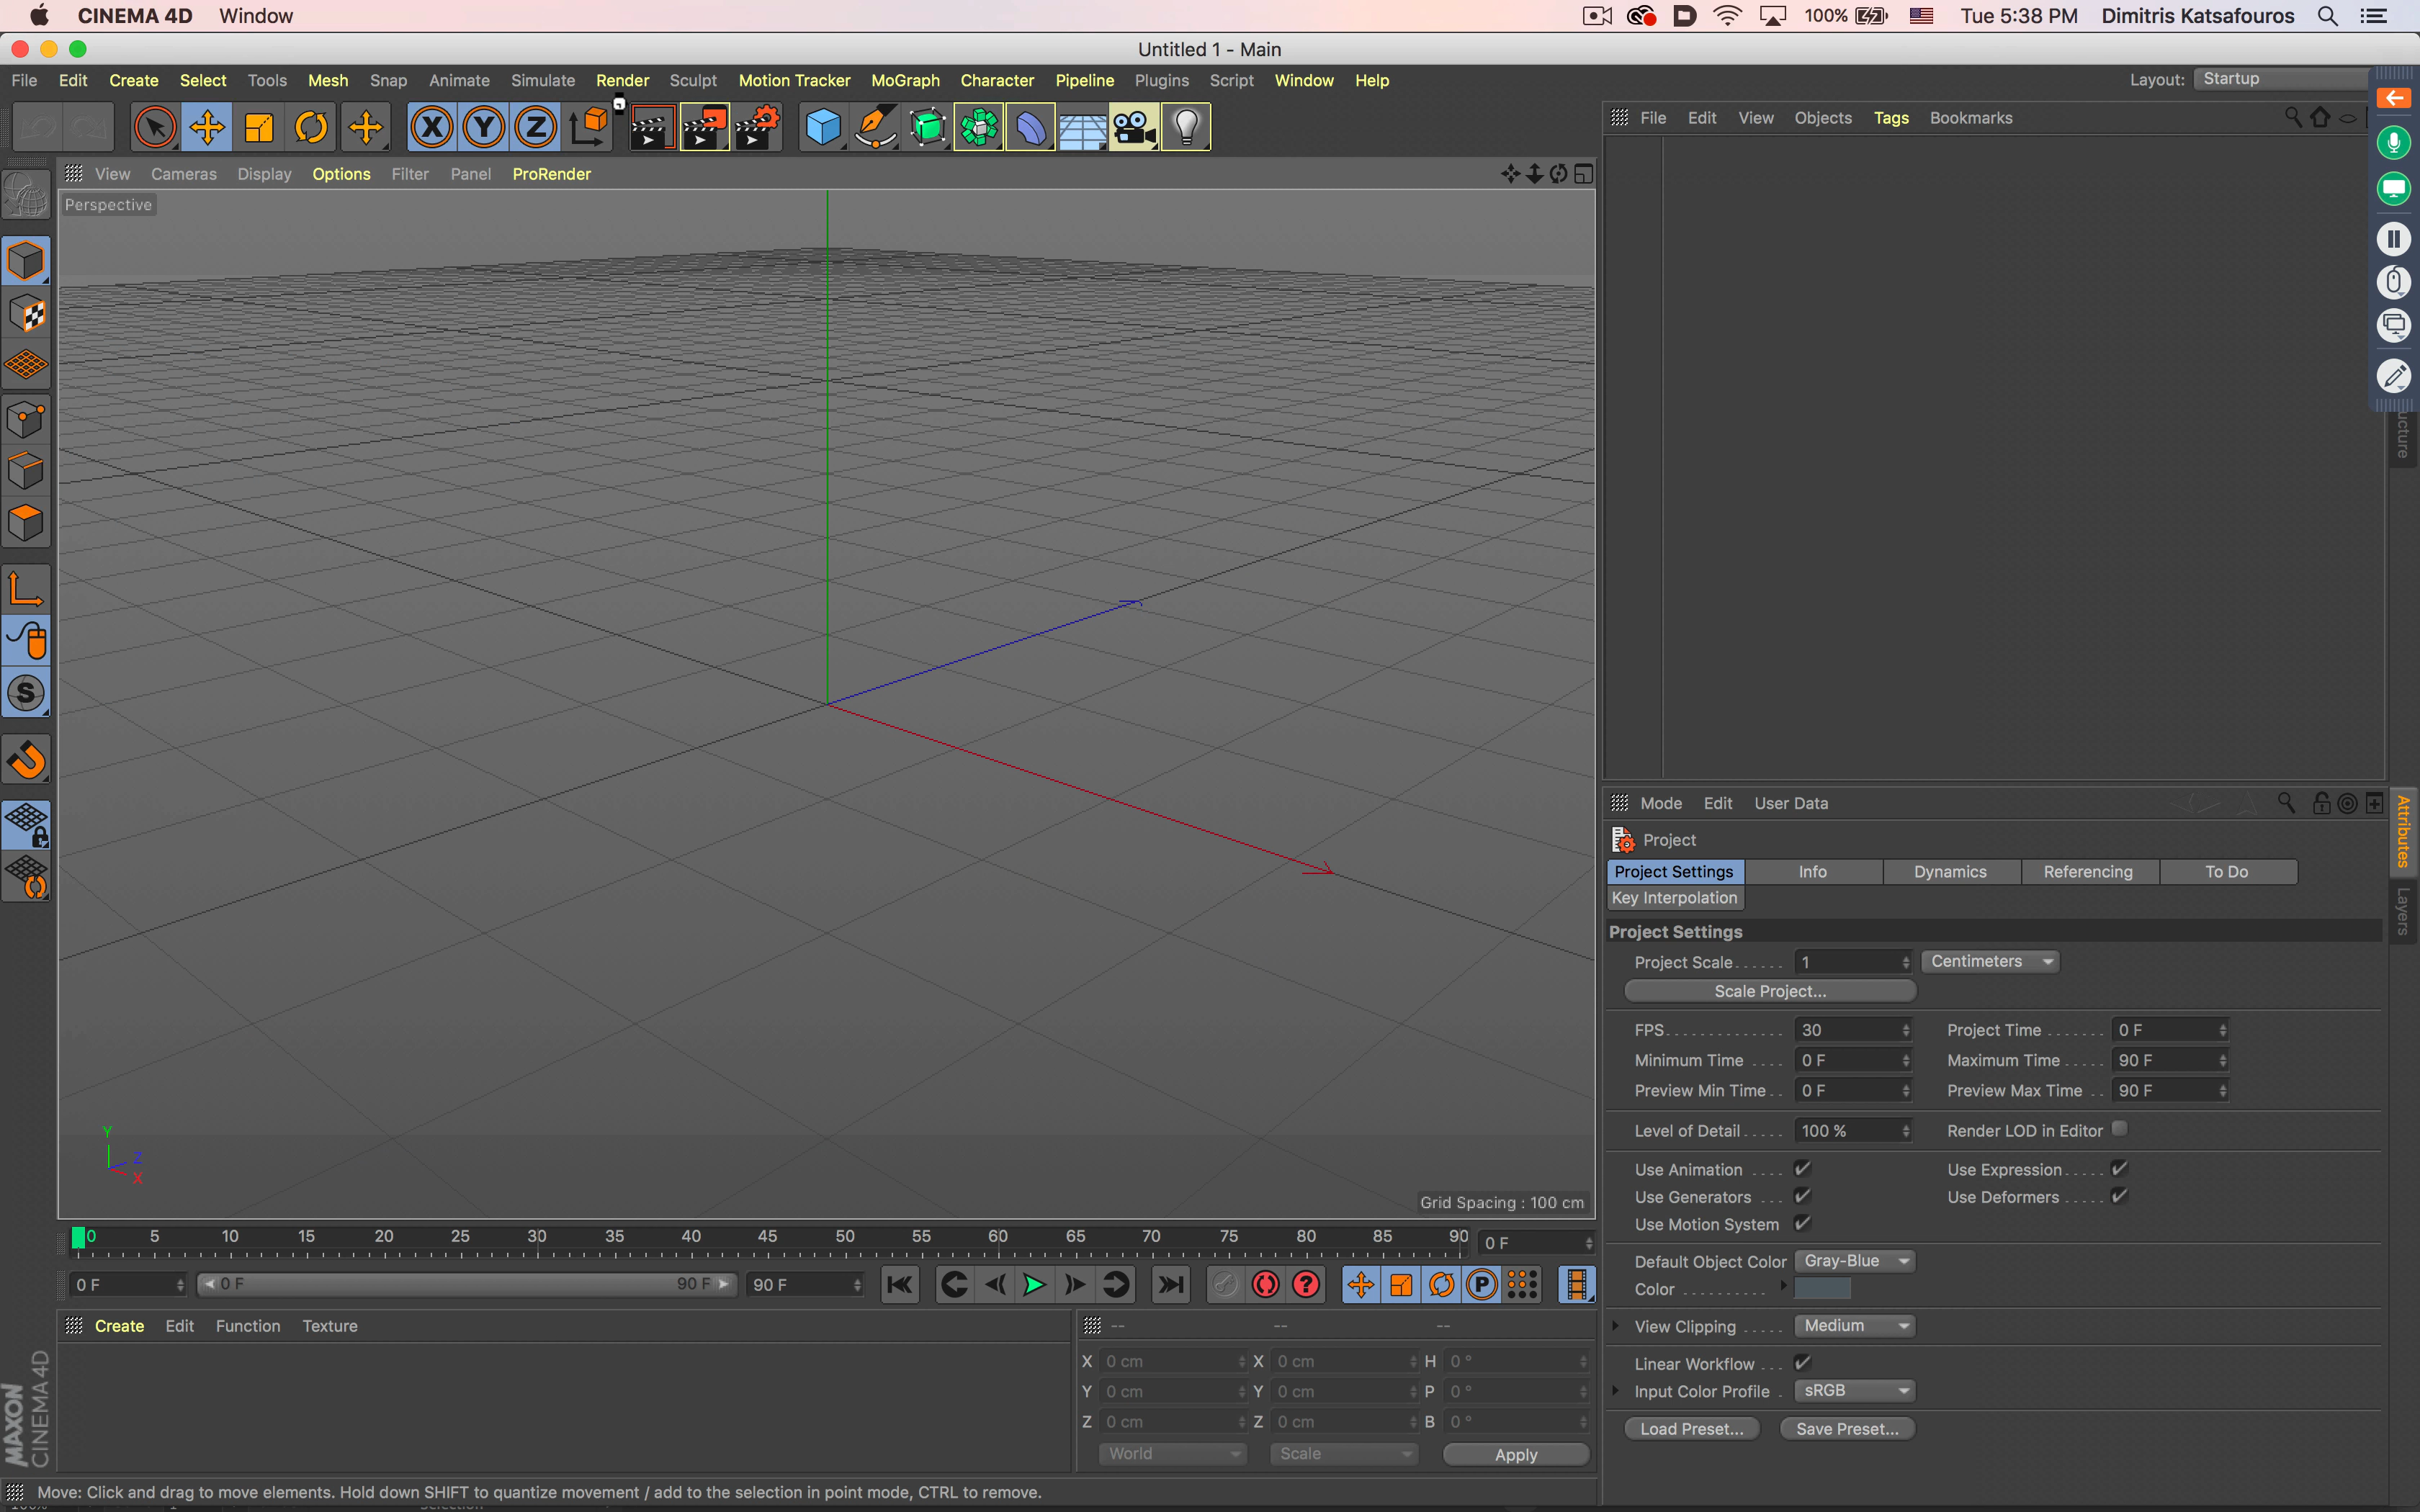 CINEMA 4D Window 100% Tue 5:38 PM Dimitris Katsafouros
Untitled 1 - Main
File Edit Create Select Tools Mesh Snap Animate Simulate Render Sculpt Motion Tracker MoGraph Character Pipeline Plugins Script Window Help Layout: Startup
X Y Z
File Edit View Objects Tags Bookmarks
View Cameras Display Options Filter Panel ProRender
Perspective
ucture
S
Mode Edit User Data
Attributes
Layers
Project
Project Settings Info Dynamics Referencing To Do
Key Interpolation
Project Settings
Project Scale 1 Centimeters
Scale Project...
FPS 30 Project Time 0 F
Minimum Time 0 F Maximum Time 90 F
Preview Min Time 0 F Preview Max Time 90 F
Level of Detail 100 % Render LOD in Editor
Use Animation Use Expression
Use Generators Use Deformers
Use Motion System
Default Object Color Gray-Blue
Color
View Clipping Medium
Linear Workflow
Input Color Profile sRGB
Load Preset... Save Preset...
Y
Z
X
Grid Spacing : 100 cm
0 5 10 15 20 25 30 35 40 45 50 55 60 65 70 75 80 85 90 0 F
0 F 0 F 90 F 90 F ? P
Create Edit Function Texture
-- -- --
X 0 cm X 0 cm H 0 °
Y 0 cm Y 0 cm P 0 °
Z 0 cm Z 0 cm B 0 °
World Scale Apply
MAXON
CINEMA 4D
Move: Click and drag to move elements. Hold down SHIFT to quantize movement / add to the selection in point mode, CTRL to remove.